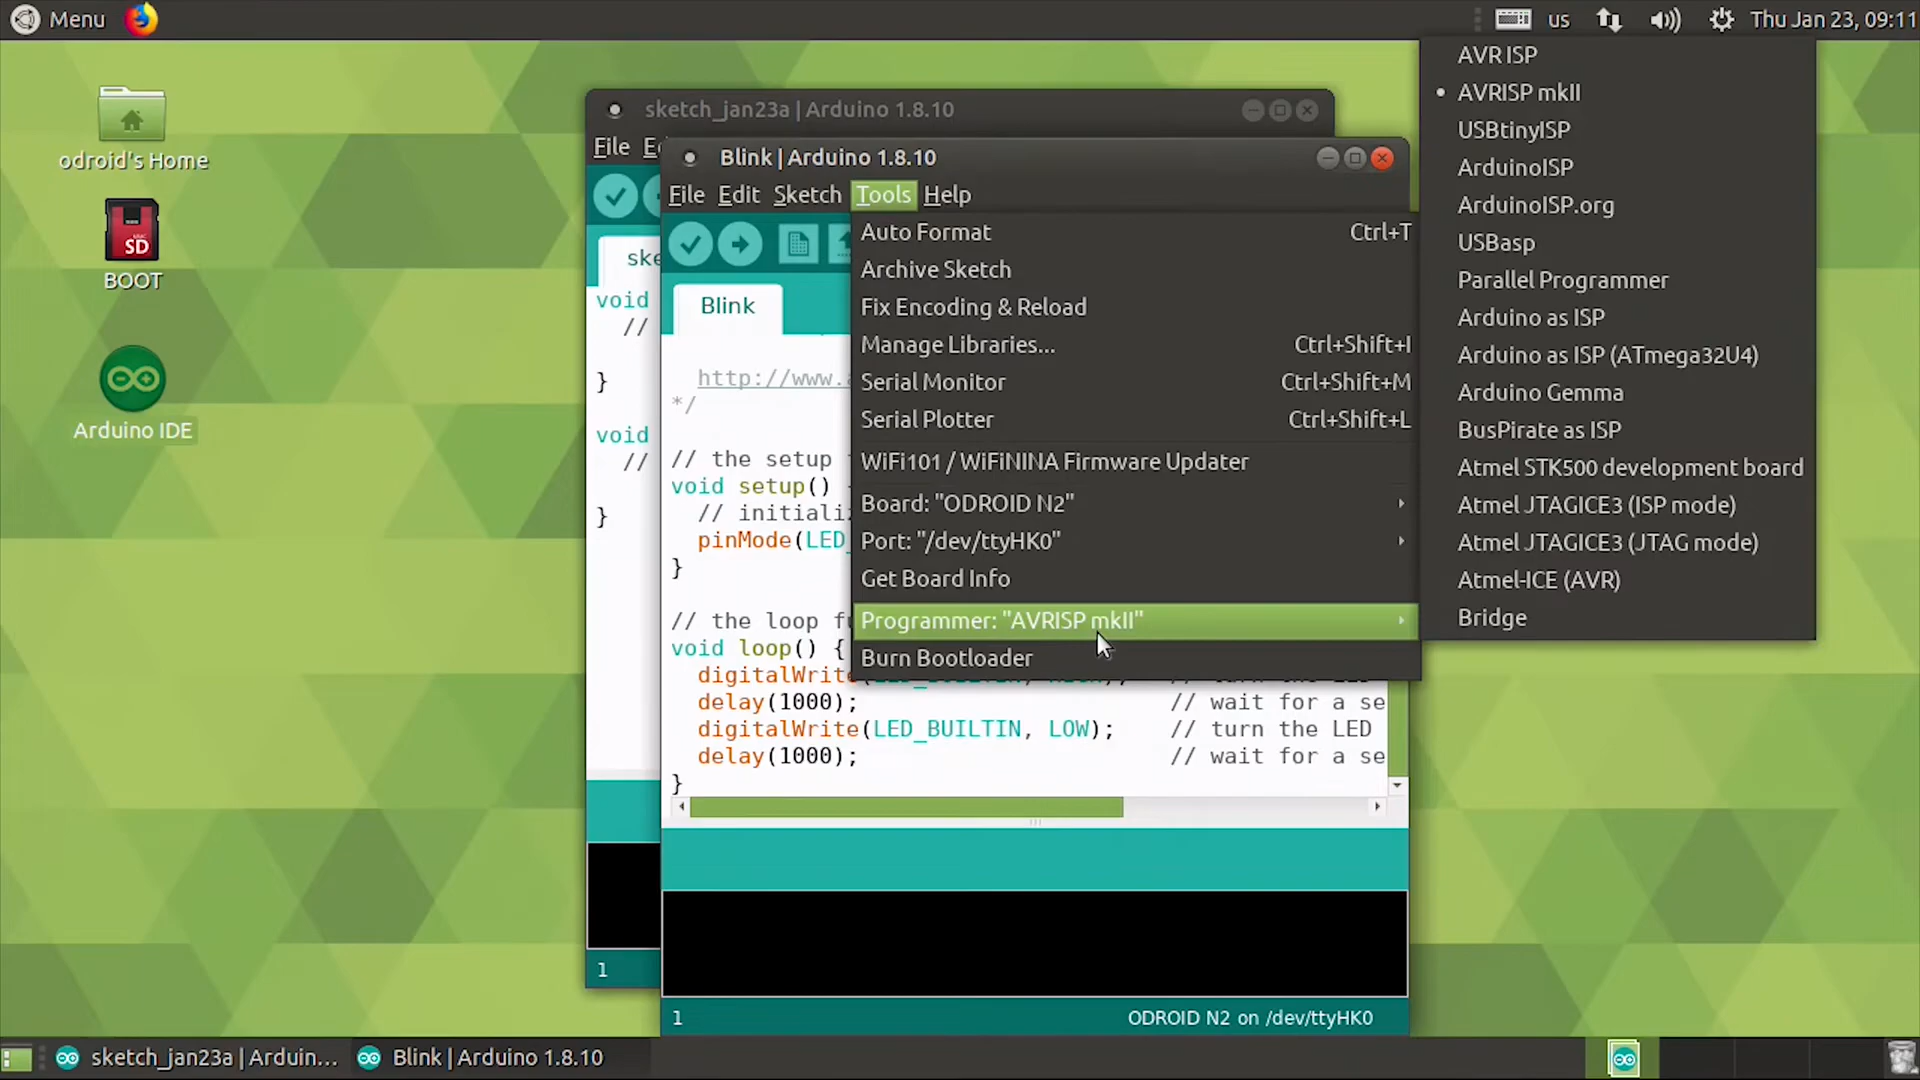 Menu
us
Thu Jan 23, 09:11
odroid's Home
SD
BOOT
Arduino IDE
sketch_jan23a | Arduino 1.8.10
File
ske
void
//
}
void
//
}
1
Blink | Arduino 1.8.10
File Edit Sketch Tools Help
Blink
http://www.a
*/
// the setup
void setup()
// initializ
pinMode(LED_
}
// the loop fu
void loop() {
digitalWrite
delay(1000); // wait for a se
digitalWrite(LED_BUILTIN, LOW); // turn the LED
delay(1000); // wait for a se
}
1
ODROID N2 on /dev/ttyHK0
Auto Format Ctrl+T
Archive Sketch
Fix Encoding & Reload
Manage Libraries... Ctrl+Shift+I
Serial Monitor Ctrl+Shift+M
Serial Plotter Ctrl+Shift+L
WiFi101 / WiFiNINA Firmware Updater
Board: "ODROID N2"
Port: "/dev/ttyHK0"
Get Board Info
Programmer: "AVRISP mkII"
Burn Bootloader
AVR ISP
• AVRISP mkII
USBtinyISP
ArduinoISP
ArduinoISP.org
USBasp
Parallel Programmer
Arduino as ISP
Arduino as ISP (ATmega32U4)
Arduino Gemma
BusPirate as ISP
Atmel STK500 development board
Atmel JTAGICE3 (ISP mode)
Atmel JTAGICE3 (JTAG mode)
Atmel-ICE (AVR)
Bridge
sketch_jan23a | Arduin...
Blink | Arduino 1.8.10